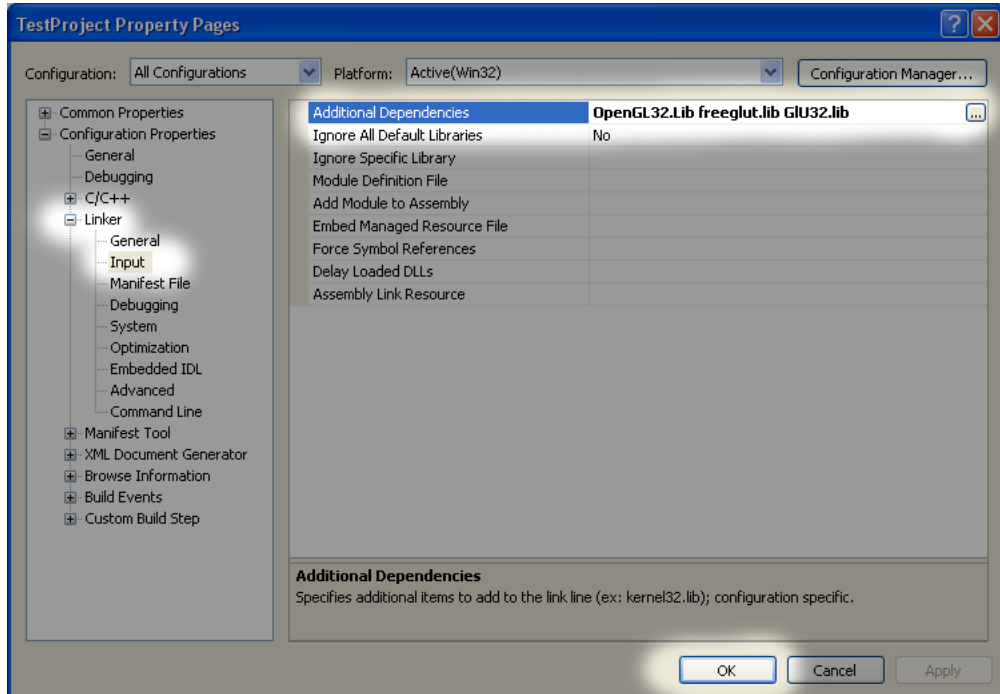 TestProject Property Pages
Configuration: All Configurations Platform: Active(Win32) Configuration Manager...
Common Properties
Configuration Properties
General
Debugging
C/C++
Linker
General
Input
Manifest File
Debugging
System
Optimization
Embedded IDL
Advanced
Command Line
Manifest Tool
XML Document Generator
Browse Information
Build Events
Custom Build Step
Additional Dependencies OpenGL32.Lib freeglut.lib GlU32.lib ...
Ignore All Default Libraries No
Ignore Specific Library
Module Definition File
Add Module to Assembly
Embed Managed Resource File
Force Symbol References
Delay Loaded DLLs
Assembly Link Resource
Additional Dependencies
Specifies additional items to add to the link line (ex: kernel32.lib); configuration specific.
OK Cancel Apply